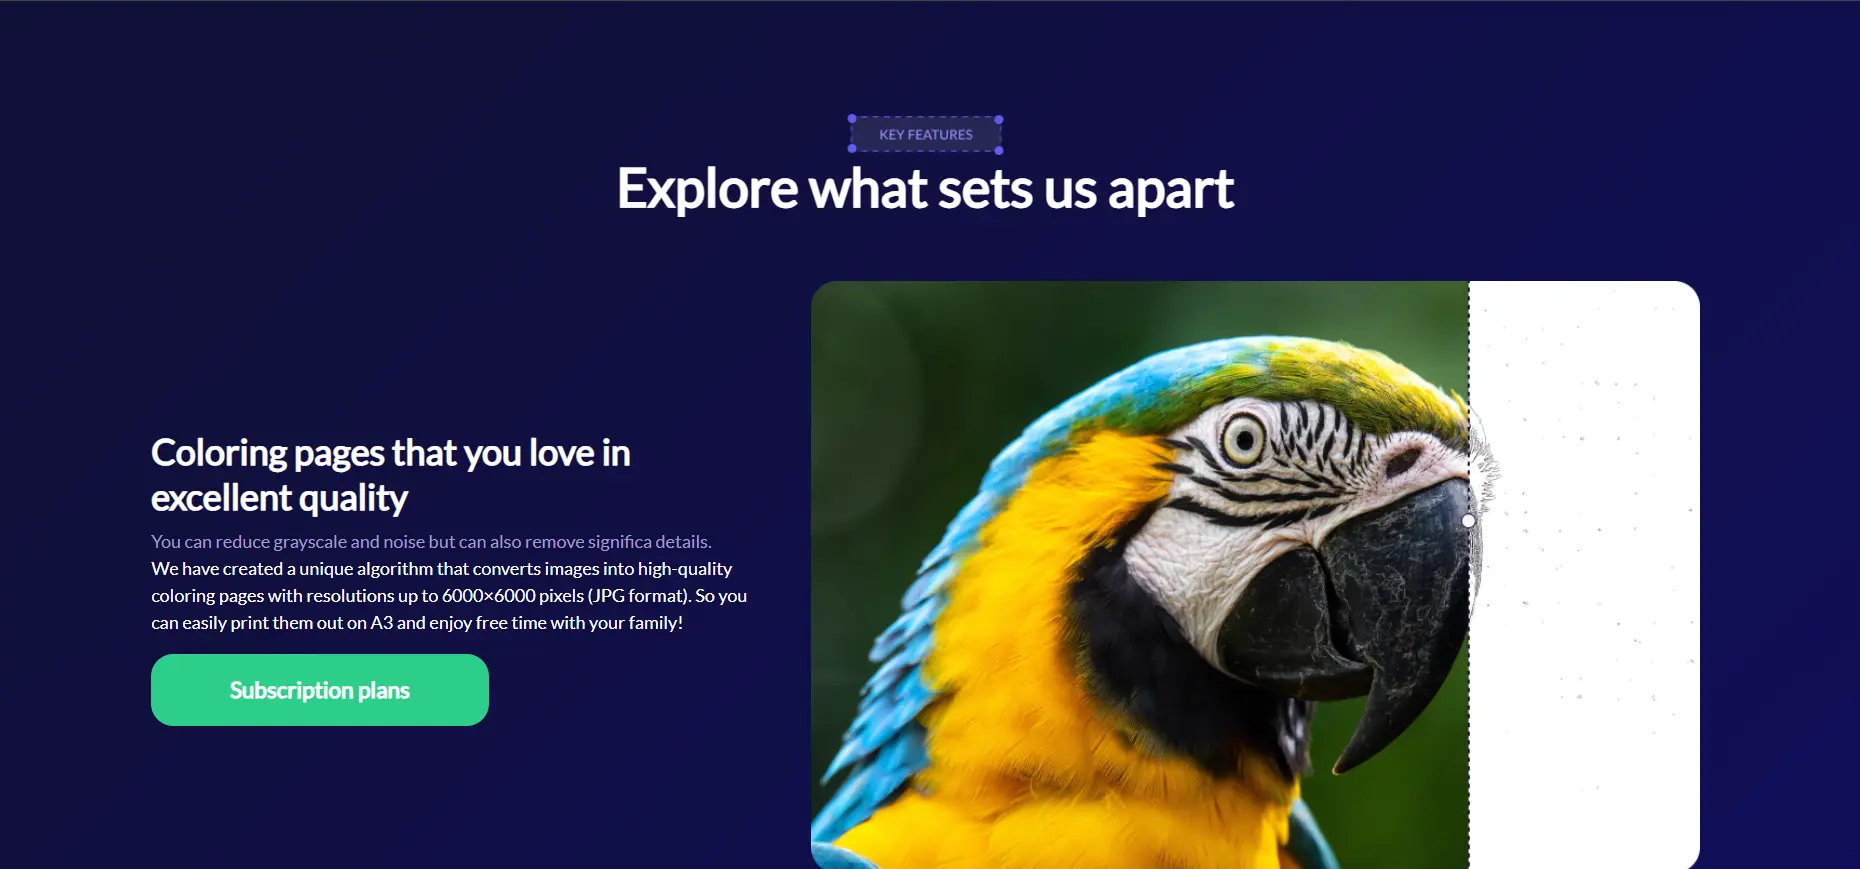 KEY FEATURES
Explore what sets us apart
Coloring pages that you love in
excellent quality
You can reduce grayscale and noise but can also remove significa details.
We have created a unique algorithm that converts images into high-quality
coloring pages with resolutions up to 6000×6000 pixels (JPG format). So you
can easily print them out on A3 and enjoy free time with your family!
Subscription plans